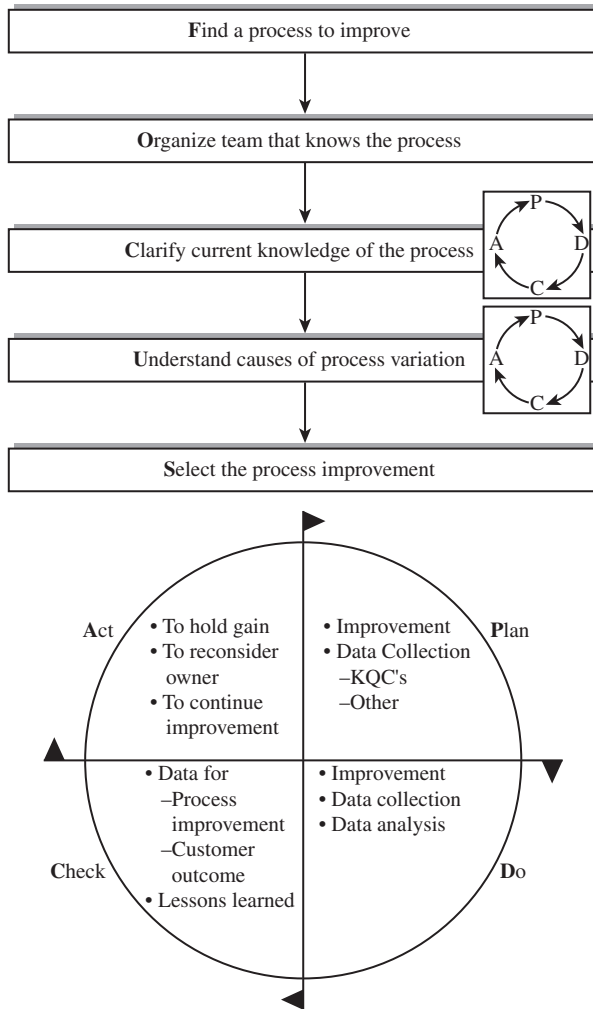 Find a process to improve
Organize team that knows the process
Clarify current knowledge of the process
P
A
D
C
Understand causes of process variation
P
A
D
C
Select the process improvement
Act
• To hold gain
• To reconsider
owner
• To continue
improvement
• Improvement
• Data Collection
–KQC's
–Other
Plan
Check
• Data for
–Process
improvement
–Customer
outcome
• Lessons learned
• Improvement
• Data collection
• Data analysis
Do